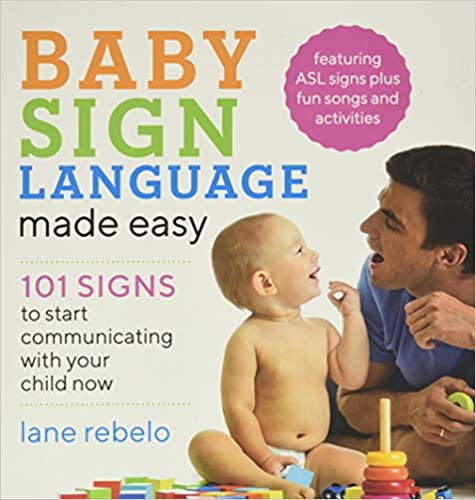 BABY
SIGN
LANGUAGE
made easy
featuring
ASL signs plus
fun songs and
activities
101 SIGNS
to start
communicating
with your
child now
lane rebelo